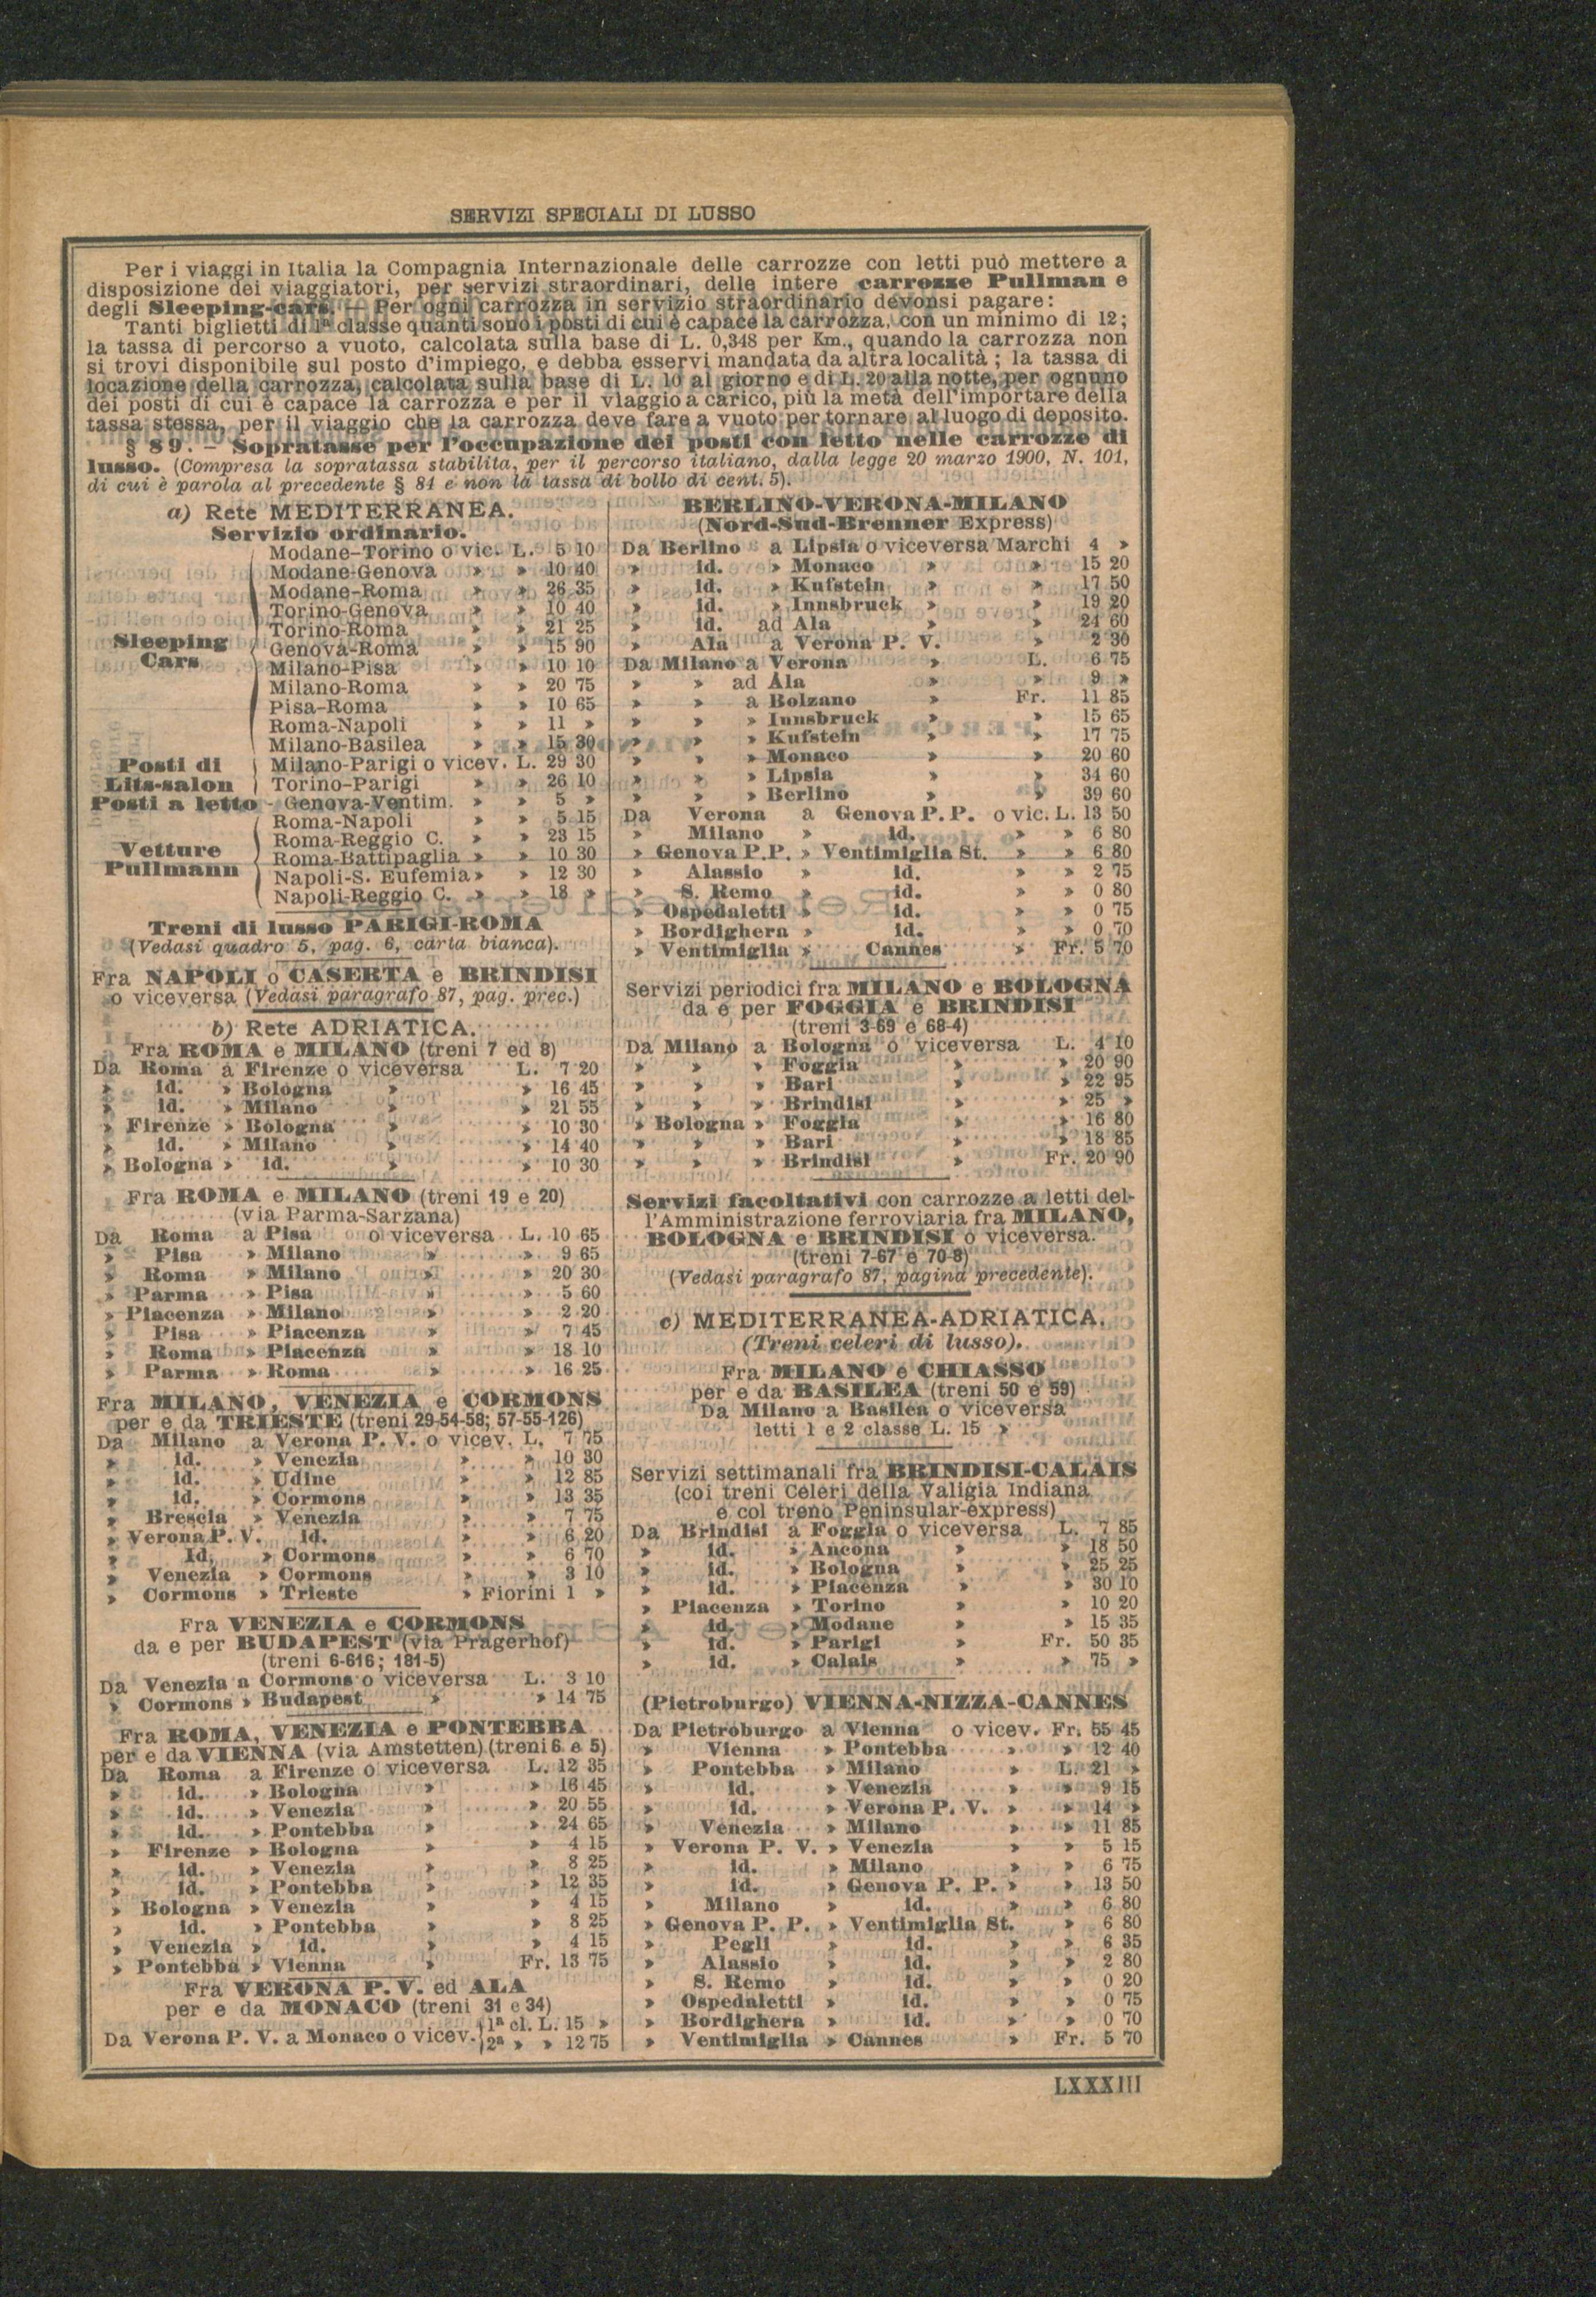 SERVIZI SPECIALI DI LUSSO
Per i viaggi in Italia la Compagnia Internazionale delle carrozze con letti può mettere a
disposizione dei viaggiatori, per servizi straordinari, delle intere carrozze Pullman e
degli Sleeping-cars. — Per ogni carrozza in servizio straordinario devonsi pagare:
Tanti biglietti di 1ª classe quanti sono i posti di cui è capace la carrozza, con un minimo di 12;
la tassa di percorso a vuoto, calcolata sulla base di L. 0,348 per Km., quando la carrozza non
si trovi disponibile sul posto d'impiego, e debba esservi mandata da altra località; la tassa di
locazione della carrozza, calcolata sulla base di L. 10 al giorno e di L. 20 alla notte, per ognuno
dei posti di cui è capace la carrozza e per il viaggio a carico, più la metà dell'importare della
tassa stessa, per il viaggio che la carrozza deve fare a vuoto per tornare al luogo di deposito.
§ 89. – Sopratasse per l'occupazione dei posti con letto nelle carrozze di
lusso. (Compresa la sopratassa stabilita, per il percorso italiano, dalla legge 20 marzo 1900, N. 101,
di cui è parola al precedente § 81 e non la tassa di bollo di cent. 5).
a) Rete MEDITERRANEA.
Servizio ordinario.
Sleeping Cars
Modane-Torino o vic. L. 5 10
Modane-Genova » » 10 40
Modane-Roma » » 26 35
Torino-Genova » » 10 40
Torino-Roma » » 21 25
Genova-Roma » » 15 90
Milano-Pisa » » 10 10
Milano-Roma » » 20 75
Pisa-Roma » » 10 65
Roma-Napoli » » 11 »
Milano-Basilea » » 15 30
Posti di Lits-salon
Milano-Parigi o vicev. L. 29 30
Torino-Parigi » » 26 10
Posti a letto - Genova-Ventim. » » 5 »
Vetture Pullmann
Roma-Napoli » » 5 15
Roma-Reggio C. » » 23 15
Roma-Battipaglia » » 10 30
Napoli-S. Eufemia » » 12 30
Napoli-Reggio C. » » 18 »
Treni di lusso PARIGI-ROMA
(Vedasi quadro 5, pag. 6, carta bianca).
Fra NAPOLI o CASERTA e BRINDISI
o viceversa (Vedasi paragrafo 87, pag. prec.)
b) Rete ADRIATICA.
Fra ROMA e MILANO (treni 7 ed 8)
Da Roma a Firenze o viceversa L. 7 20
» id. » Bologna » » 16 45
» id. » Milano » » 21 55
» Firenze » Bologna » » 10 30
» id. » Milano » » 14 40
» Bologna » id. » » 10 30
Fra ROMA e MILANO (treni 19 e 20)
(via Parma-Sarzana)
Da Roma a Pisa o viceversa L. 10 65
» Pisa » Milano » » 9 65
» Roma » Milano » » 20 30
» Parma » Pisa » » 5 60
» Piacenza » Milano » » 2 20
» Pisa » Piacenza » » 7 45
» Roma » Piacenza » » 18 10
» Parma » Roma » » 16 25
Fra MILANO, VENEZIA e CORMONS
per e da TRIESTE (treni 29-54-58; 57-55-126)
Da Milano a Verona P. V. o vicev. L. 7 75
» id. » Venezia » » 10 30
» id. » Udine » » 12 85
» id. » Cormons » » 13 35
» Brescia » Venezia » » 7 75
» Verona P. V. id. » » 6 20
» Id. » Cormons » » 6 70
» Venezia » Cormons » » 3 10
» Cormons » Trieste » Fiorini 1 »
Fra VENEZIA e CORMONS
da e per BUDAPEST (via Pragerhof)
(treni 6-616; 181-5)
Da Venezia a Cormons o viceversa L. 3 10
» Cormons » Budapest » » 14 75
Fra ROMA, VENEZIA e PONTEBBA
per e da VIENNA (via Amstetten) (treni 6 e 5)
Da Roma a Firenze o viceversa L. 12 35
» id. » Bologna » » 16 45
» id. » Venezia » » 20 55
» id. » Pontebba » » 24 65
» Firenze » Bologna » » 4 15
» id. » Venezia » » 8 25
» id. » Pontebba » » 12 35
» Bologna » Venezia » » 4 15
» id. » Pontebba » » 8 25
» Venezia » id. » » 4 15
» Pontebba » Vienna » Fr. 13 75
Fra VERONA P. V. ed ALA
per e da MONACO (treni 31 e 34)
Da Verona P. V. a Monaco o vicev. 1ª cl. L. 15 »
2ª » » 12 75
BERLINO-VERONA-MILANO
(Nord-Sud-Brenner Express)
Da Berlino a Lipsia o viceversa Marchi 4 »
» id. » Monaco » » 15 20
» id. » Kufstein » » 17 50
» id. » Innsbruck » » 19 20
» id. ad Ala » » 24 60
» Ala a Verona P. V. » 2 30
Da Milano a Verona » L. 6 75
» » ad Ala » » 9 »
» » a Bolzano » Fr. 11 85
» » » Innsbruck » » 15 65
» » » Kufstein » » 17 75
» » » Monaco » » 20 60
» » » Lipsia » » 34 60
» » » Berlino » » 39 60
Da Verona a Genova P. P. o vic. L. 13 50
» Milano » id. » » 6 80
» Genova P.P. » Ventimiglia St. » » 6 80
» Alassio » id. » » 2 75
» S. Remo » id. » » 0 80
» Ospedaletti » id. » » 0 75
» Bordighera » id. » » 0 70
» Ventimiglia » Cannes » Fr. 5 70
Servizi periodici fra MILANO e BOLOGNA
da e per FOGGIA e BRINDISI
(treni 3-69 e 68-4)
Da Milano a Bologna o viceversa L. 4 10
» » » Foggia » » 20 90
» » » Bari » » 22 95
» » » Brindisi » » 25 »
» Bologna » Foggia » » 16 80
» » » Bari » » 18 85
» » » Brindisi » Fr. 20 90
Servizi facoltativi con carrozze a letti del-
l'Amministrazione ferroviaria fra MILANO,
BOLOGNA e BRINDISI o viceversa.
(treni 7-67 e 70-8)
(Vedasi paragrafo 87, pagina precedente).
c) MEDITERRANEA-ADRIATICA.
(Treni celeri di lusso).
Fra MILANO e CHIASSO
per e da BASILEA (treni 50 e 59)
Da Milano a Basilea o viceversa
letti 1 e 2 classe L. 15 »
Servizi settimanali fra BRINDISI-CALAIS
(coi treni Celeri della Valigia Indiana
e col treno Peninsular-express)
Da Brindisi a Foggia o viceversa L. 7 85
» id. » Ancona » » 18 50
» id. » Bologna » » 25 25
» id. » Piacenza » » 30 10
» Piacenza » Torino » » 10 20
» id. » Modane » » 15 35
» id. » Parigi » Fr. 50 35
» id. » Calais » » 75 »
(Pietroburgo) VIENNA-NIZZA-CANNES
Da Pietroburgo a Vienna o vicev. Fr. 55 45
» Vienna » Pontebba » » 12 40
» Pontebba » Milano » L. 21 »
» id. » Venezia » » 9 15
» id. » Verona P. V. » » 14 »
» Venezia » Milano » » 11 85
» Verona P. V. » Venezia » » 5 15
» id. » Milano » » 6 75
» id. » Genova P. P. » » 13 50
» Milano » id. » » 6 80
» Genova P. P. » Ventimiglia St. » 6 80
» Pegli » id. » » 6 35
» Alassio » id. » » 2 80
» S. Remo » id. » » 0 20
» Ospedaletti » id. » » 0 75
» Bordighera » id. » » 0 70
» Ventimiglia » Cannes » Fr. 5 70
LXXXIII